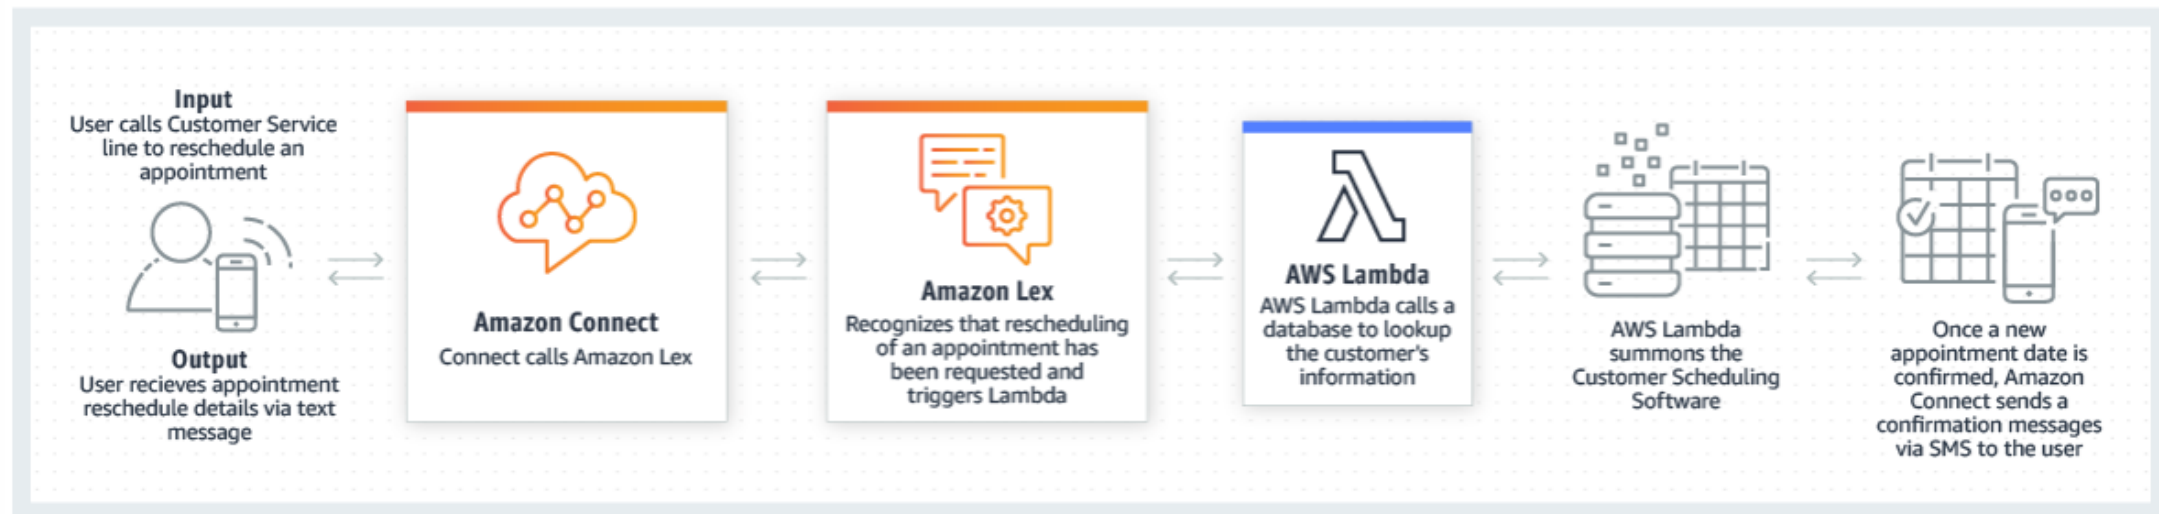 Input
User calls Customer Service
line to reschedule an
appointment
Output
User recieves appointment
reschedule details via text
message
Amazon Connect
Connect calls Amazon Lex
Amazon Lex
Recognizes that rescheduling
of an appointment has
been requested and
triggers Lambda
AWS Lambda
AWS Lambda calls a
database to lookup
the customer's
information
AWS Lambda
summons the
Customer Scheduling
Software
Once a new
appointment date is
confirmed, Amazon
Connect sends a
confirmation messages
via SMS to the user